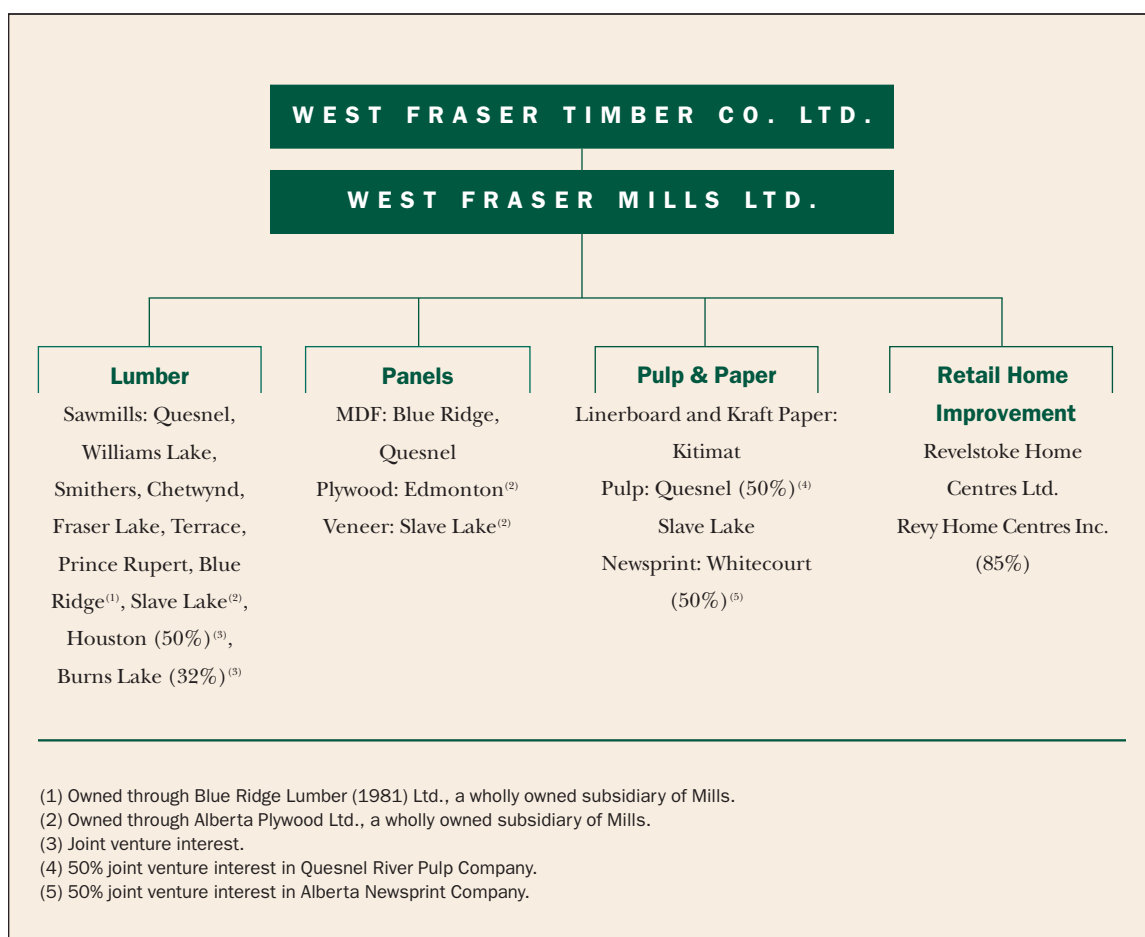 WEST FRASER TIMBER CO. LTD.
WEST FRASER MILLS LTD.
Lumber
Sawmills: Quesnel,
Williams Lake,
Smithers, Chetwynd,
Fraser Lake, Terrace,
Prince Rupert, Blue
Ridge(1), Slave Lake(2),
Houston (50%)(3),
Burns Lake (32%)(3)
Panels
MDF: Blue Ridge,
Quesnel
Plywood: Edmonton(2)
Veneer: Slave Lake(2)
Pulp & Paper
Linerboard and Kraft Paper:
Kitimat
Pulp: Quesnel (50%)(4)
Slave Lake
Newsprint: Whitecourt
(50%)(5)
Retail Home
Improvement
Revelstoke Home
Centres Ltd.
Revy Home Centres Inc.
(85%)
(1) Owned through Blue Ridge Lumber (1981) Ltd., a wholly owned subsidiary of Mills.
(2) Owned through Alberta Plywood Ltd., a wholly owned subsidiary of Mills.
(3) Joint venture interest.
(4) 50% joint venture interest in Quesnel River Pulp Company.
(5) 50% joint venture interest in Alberta Newsprint Company.